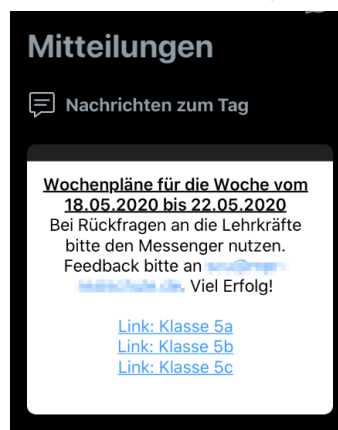 Mitteilungen
Nachrichten zum Tag
Wochenpläne für die Woche vom
18.05.2020 bis 22.05.2020
Bei Rückfragen an die Lehrkräfte
bitte den Messenger nutzen.
Feedback bitte an
Viel Erfolg!
Link: Klasse 5a
Link: Klasse 5b
Link: Klasse 5c